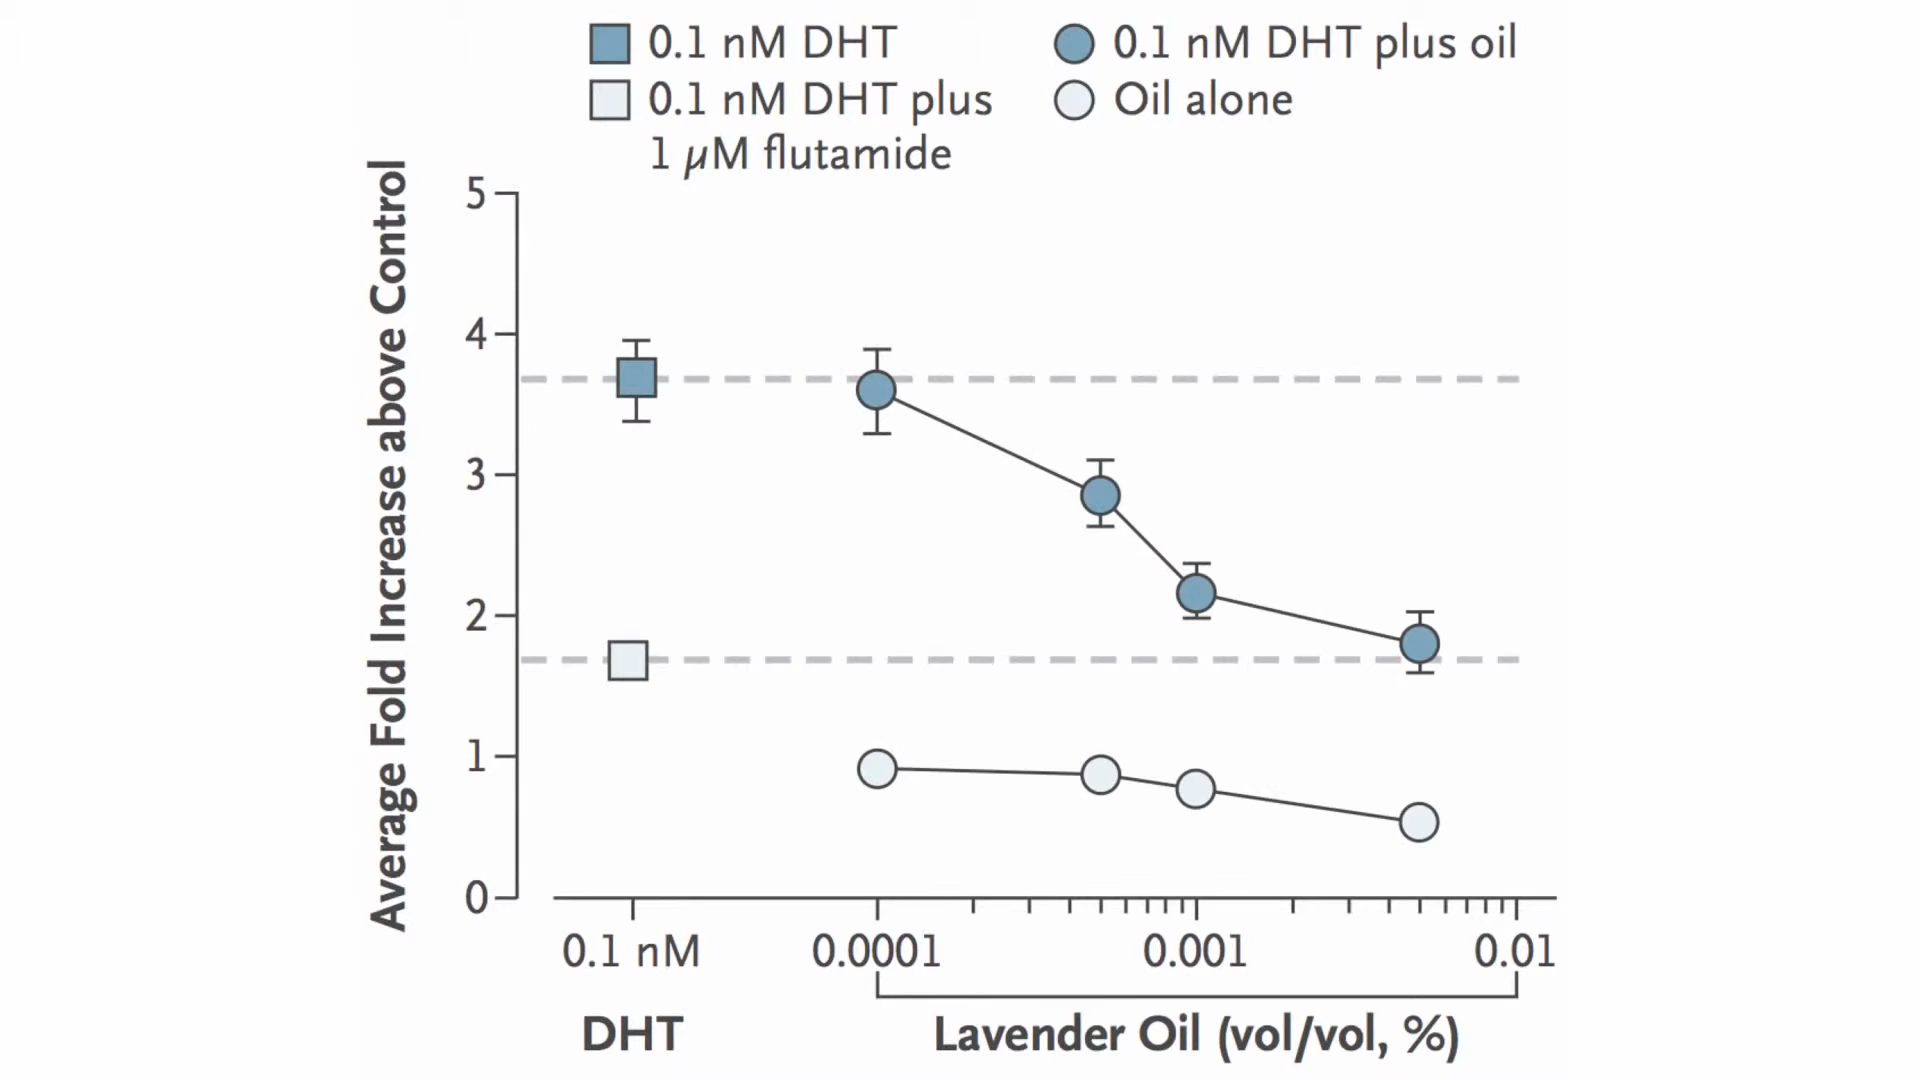 0.1 nM DHT
0.1 nM DHT plus
1 μM flutamide
0.1 nM DHT plus oil
Oil alone
Average Fold Increase above Control
5
4
3
2
1
0
0.1 nM
0.0001
0.001
0.01
DHT
Lavender Oil (vol/vol, %)